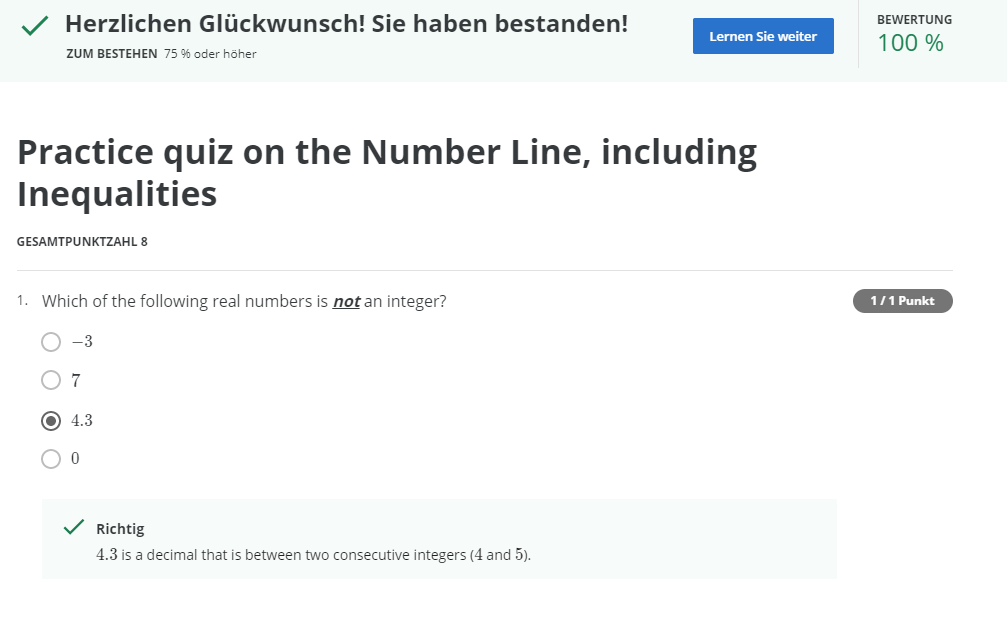 Herzlichen Glückwunsch! Sie haben bestanden!
ZUM BESTEHEN 75 % oder höher
Lernen Sie weiter
BEWERTUNG
100 %
Practice quiz on the Number Line, including
Inequalities
GESAMTPUNKTZAHL 8
1. Which of the following real numbers is not an integer?
1 / 1 Punkt
−3
7
4.3
0
Richtig
4.3 is a decimal that is between two consecutive integers (4 and 5).